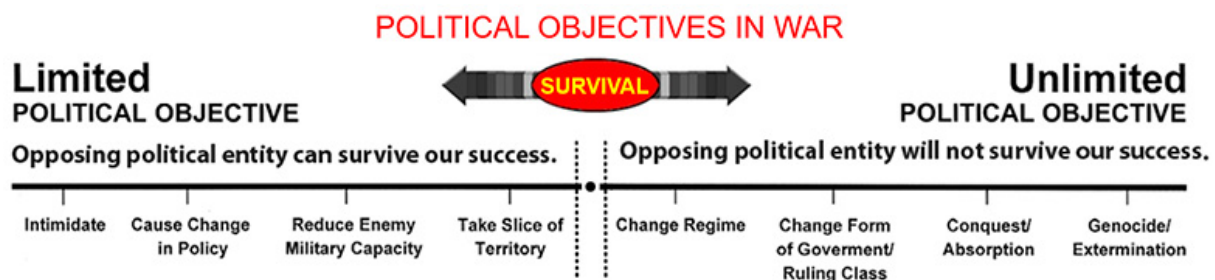 POLITICAL OBJECTIVES IN WAR
Limited
POLITICAL OBJECTIVE
SURVIVAL
Unlimited
POLITICAL OBJECTIVE
Opposing political entity can survive our success.
Opposing political entity will not survive our success.
Intimidate
Cause Change
in Policy
Reduce Enemy
Military Capacity
Take Slice of
Territory
Change Regime
Change Form
of Goverment/
Ruling Class
Conquest/
Absorption
Genocide/
Extermination